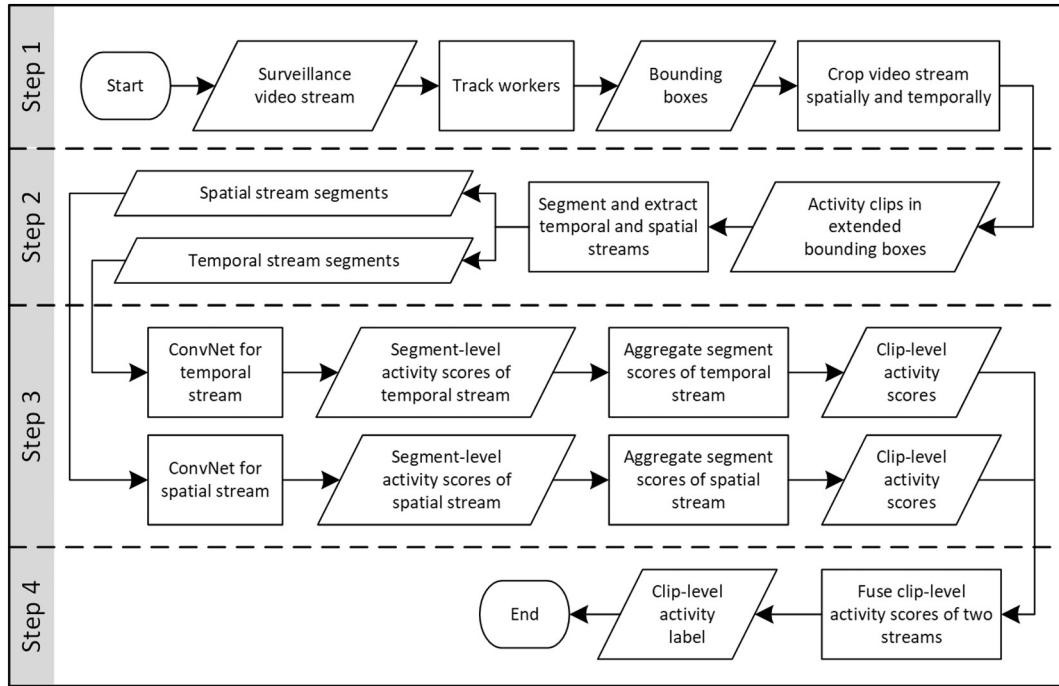 Step 1
Start
Surveillance
video stream
Track workers
Bounding
boxes
Crop video stream
spatially and temporally
Step 2
Spatial stream segments
Temporal stream segments
Segment and extract
temporal and spatial
streams
Activity clips in
extended
bounding boxes
Step 3
ConvNet for
temporal
stream
Segment-level
activity scores of
temporal stream
Aggregate segment
scores of temporal
stream
Clip-level
activity
scores
ConvNet for
spatial stream
Segment-level
activity scores of
spatial stream
Aggregate segment
scores of spatial
stream
Clip-level
activity
scores
Step 4
End
Clip-level
activity
label
Fuse clip-level
activity scores of two
streams